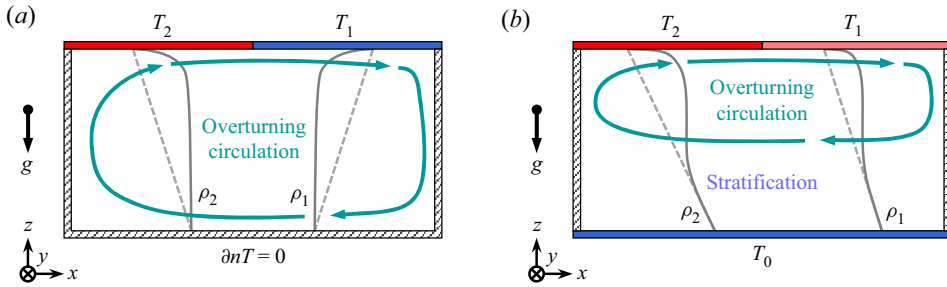 (a)
T₂
T₁
g
Overturning
circulation
ρ₂
ρ₁
z
y
x
∂nT = 0
(b)
T₂
T₁
g
Overturning
circulation
Stratification
ρ₂
ρ₁
z
y
x
T₀